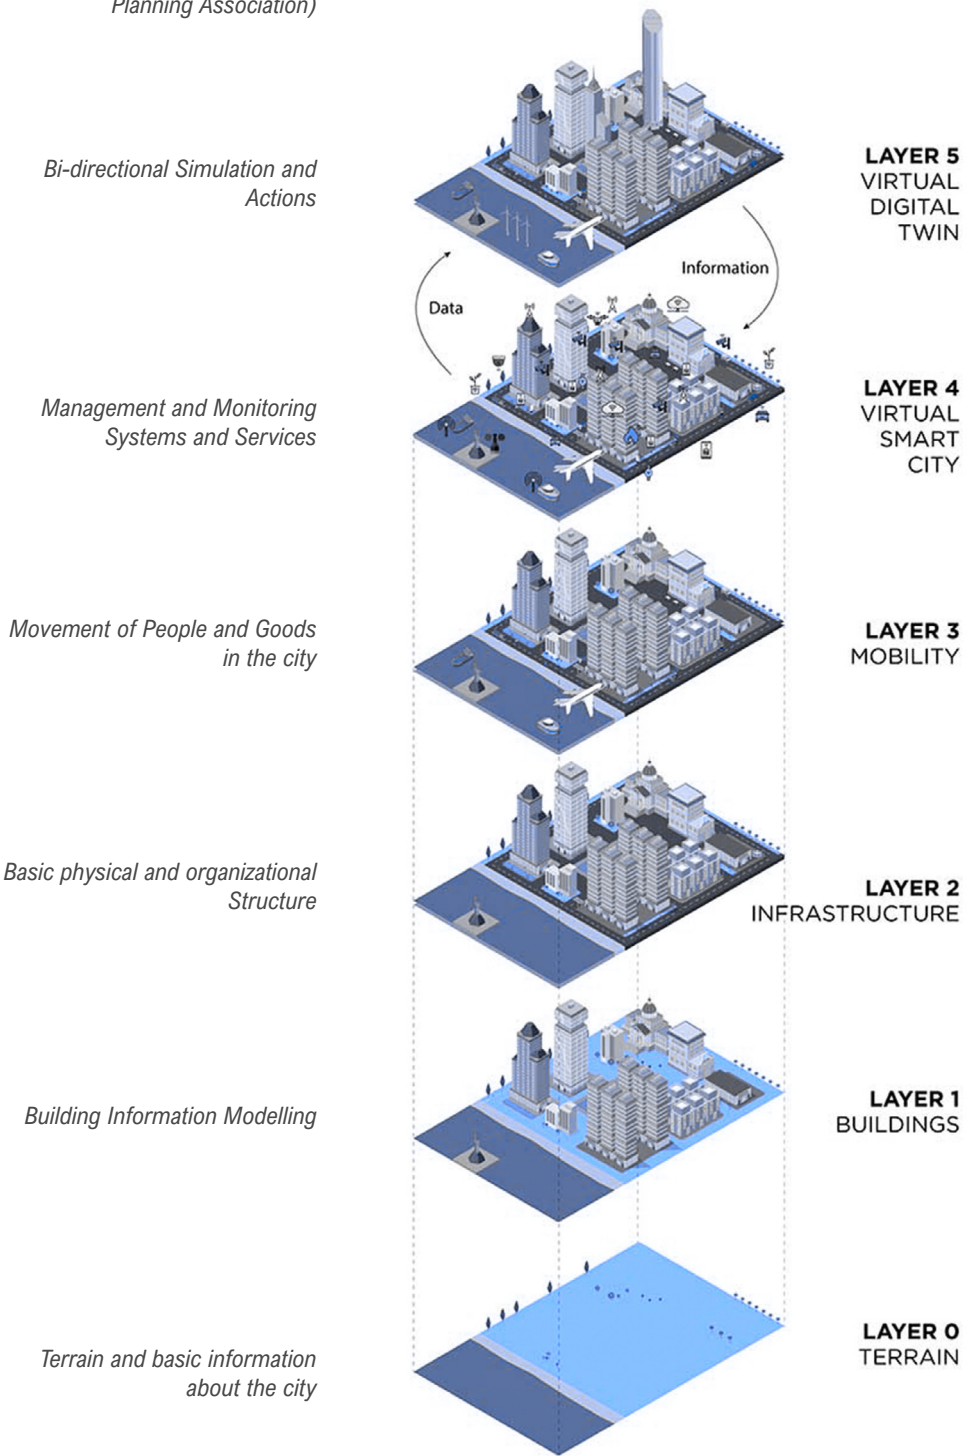 Planning Association)
Bi-directional Simulation and
Actions
LAYER 5
VIRTUAL
DIGITAL
TWIN
Information
Data
Management and Monitoring
Systems and Services
LAYER 4
VIRTUAL
SMART
CITY
Movement of People and Goods
in the city
LAYER 3
MOBILITY
Basic physical and organizational
Structure
LAYER 2
INFRASTRUCTURE
Building Information Modelling
LAYER 1
BUILDINGS
Terrain and basic information
about the city
LAYER 0
TERRAIN